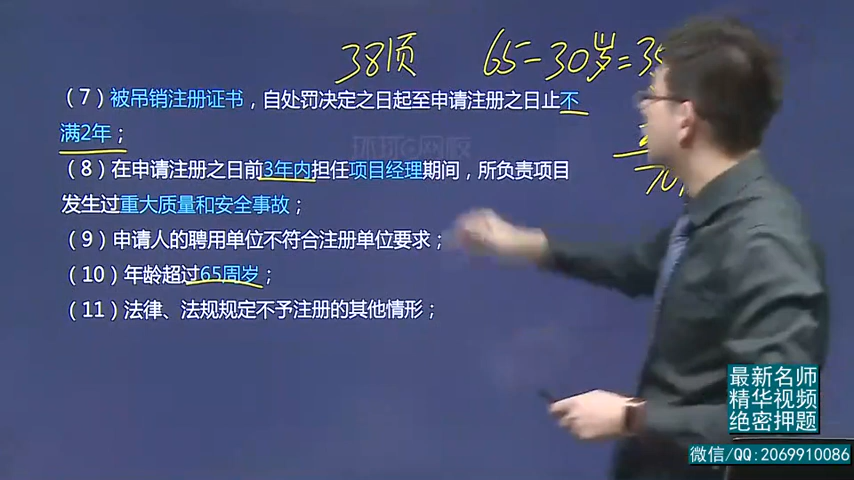 38项 65-30岁=35
(7)被吊销注册证书，自处罚决定之日起至申请注册之日止不
满2年；
环球网校
(8)在申请注册之日前3年内担任项目经理期间，所负责项目
发生过重大质量和安全事故；
(9)申请人的聘用单位不符合注册单位要求；
(10)年龄超过65周岁；
(11)法律、法规规定不予注册的其他情形；
最新名师
精华视频
绝密押题
微信/QQ:2069910086